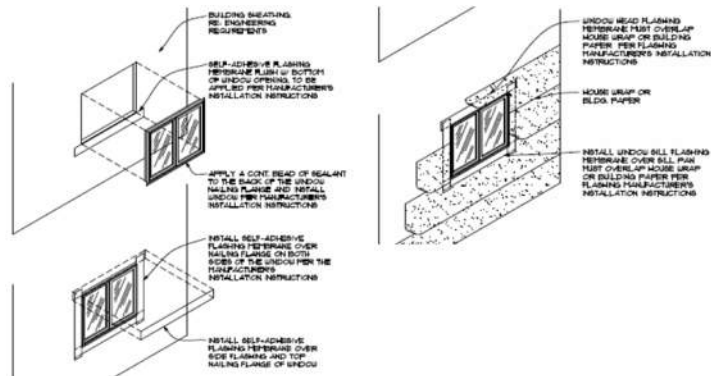 BUILDING SHEATHING
RE: ENGINEERING
REQUIREMENTS
SELF-ADHESIVE FLASHING
MEMBRANE FLUSH W/ BOTTOM
OF WINDOW OPENING, TO BE
APPLIED PER MANUFACTURER'S
INSTALLATION INSTRUCTIONS
APPLY A CONT. BEAD OF SEALANT
TO THE BACK OF THE WINDOW
NAILING FLANGE AND INSTALL
WINDOW PER MANUFACTURER'S
INSTALLATION INSTRUCTIONS
INSTALL SELF-ADHESIVE
FLASHING MEMBRANE OVER
NAILING FLANGE ON BOTH
SIDES OF THE WINDOW PER THE
MANUFACTURER'S
INSTALLATION INSTRUCTIONS
INSTALL SELF-ADHESIVE
FLASHING MEMBRANE OVER
SIDE FLASHING AND TOP
NAILING FLANGE OF WINDOW
WINDOW HEAD FLASHING
MEMBRANE MUST OVERLAP
HOUSE WRAP OR BUILDING
PAPER PER FLASHING
MANUFACTURER'S INSTALLATION
INSTRUCTIONS
HOUSE WRAP OR
BLDG. PAPER
INSTALL WINDOW SILL FLASHING
MEMBRANE OVER SILL PAN
MUST OVERLAP HOUSE WRAP
OR BUILDING PAPER PER
FLASHING MANUFACTURER'S
INSTALLATION INSTRUCTIONS